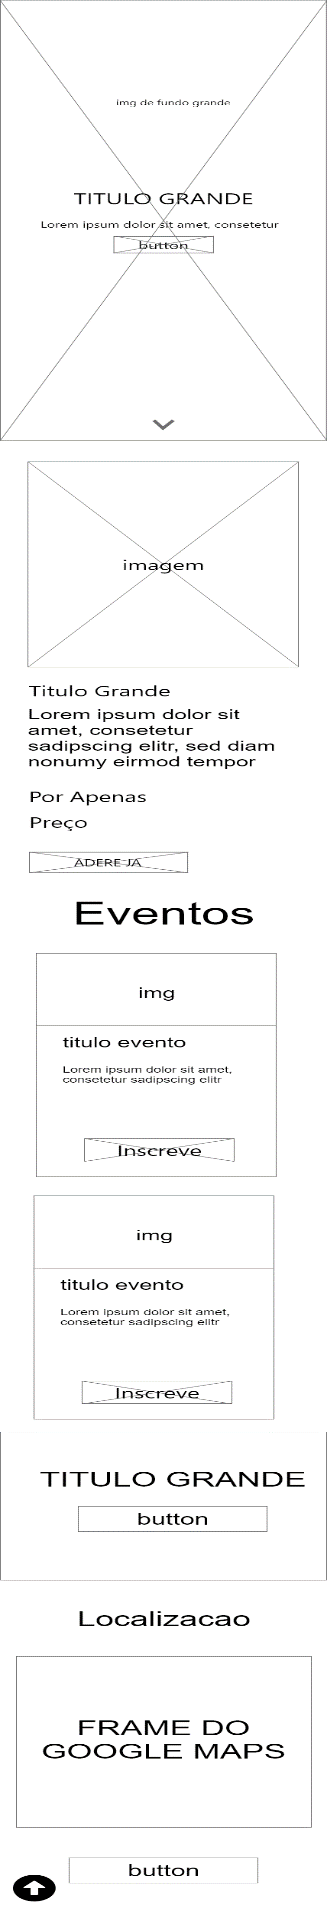 img de fundo grande
TITULO GRANDE
Lorem ipsum dolor sit amet, consetetur
button
imagem
Titulo Grande
Lorem ipsum dolor sit
amet, consetetur
sadipscing elitr, sed diam
nonumy eirmod tempor
Por Apenas
Preço
ADERE JA
Eventos
img
titulo evento
Lorem ipsum dolor sit amet,
consetetur sadipscing elitr
Inscreve
img
titulo evento
Lorem ipsum dolor sit amet,
consetetur sadipscing elitr
Inscreve
TITULO GRANDE
button
Localizacao
FRAME DO
GOOGLE MAPS
button